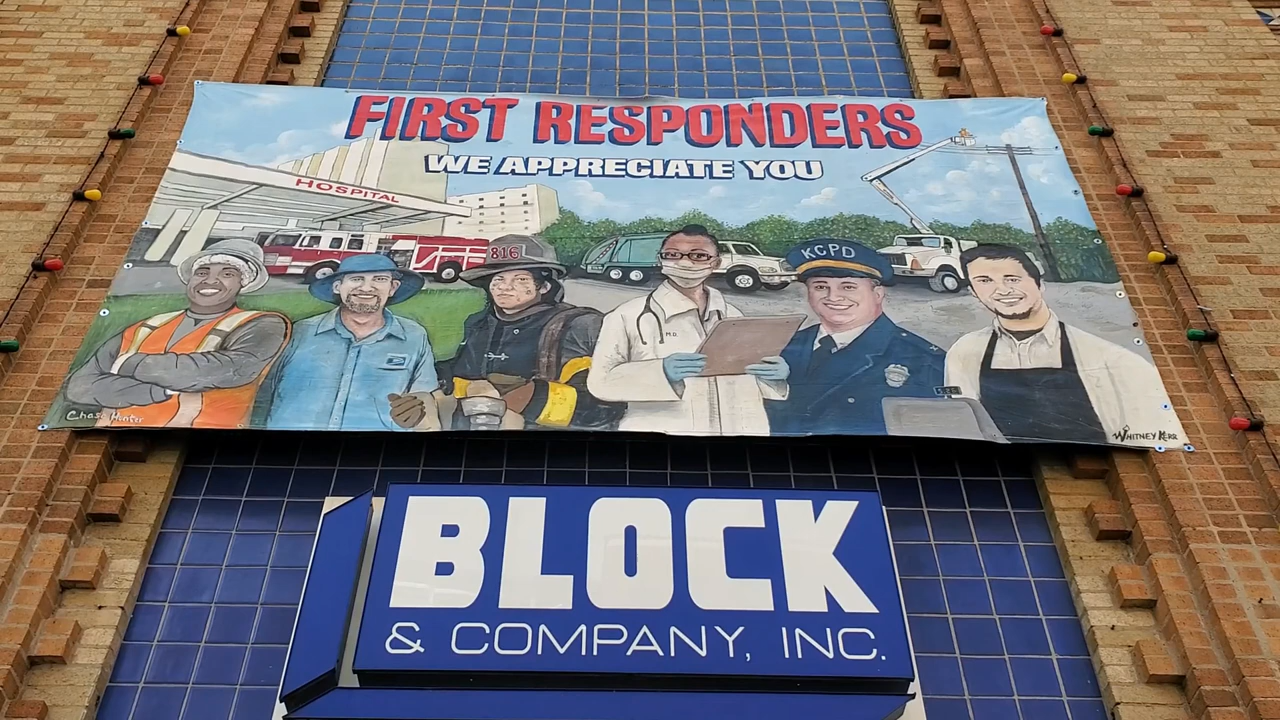 FIRST RESPONDERS
WE APPRECIATE YOU
HOSPITAL
816
KCPD
M.D.
Chase Hunter
WHITNEY KERR
BLOCK
& COMPANY, INC.